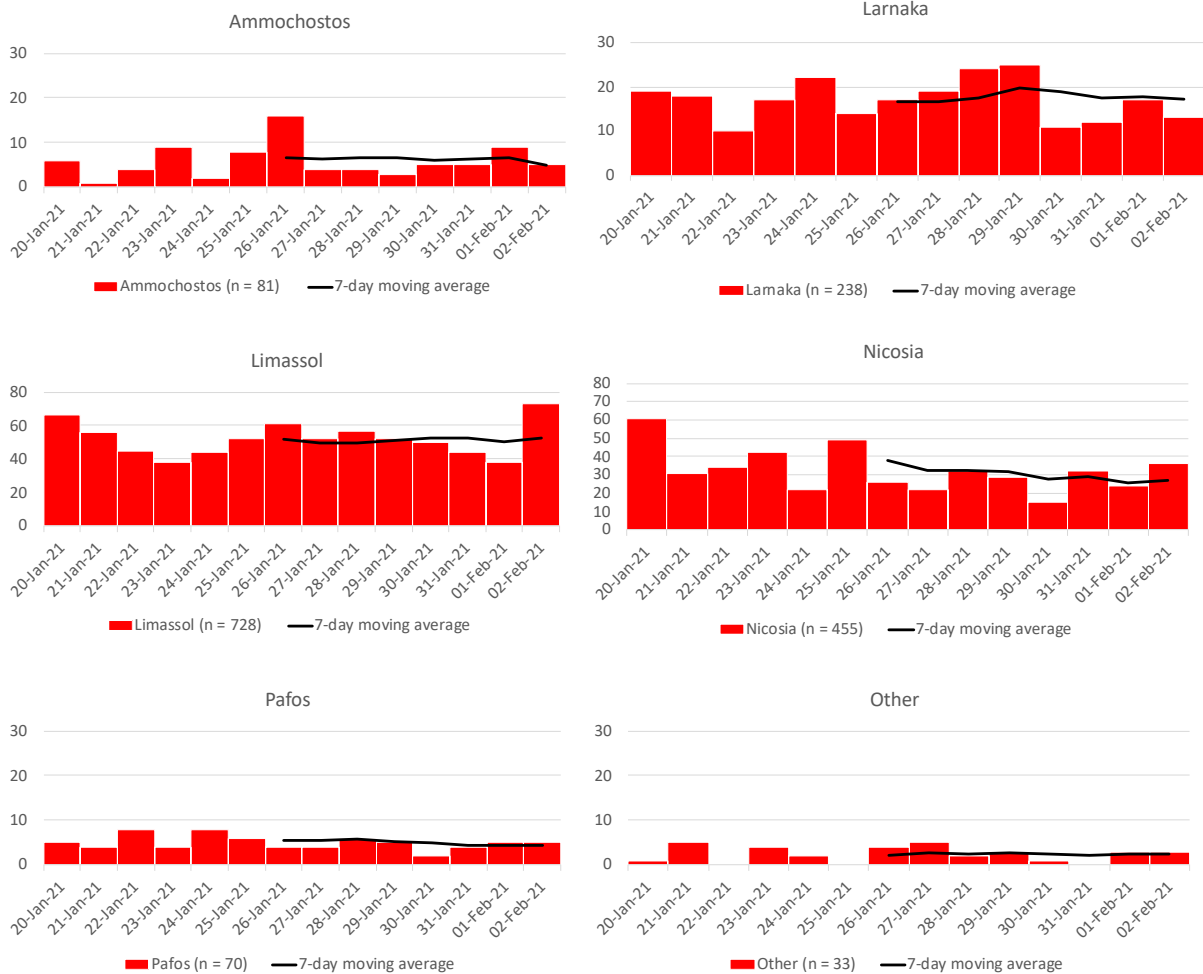 Ammochostos
30
20
10
0
20-Jan-21 21-Jan-21 22-Jan-21 23-Jan-21 24-Jan-21 25-Jan-21 26-Jan-21 27-Jan-21 28-Jan-21 29-Jan-21 30-Jan-21 31-Jan-21 01-Feb-21 02-Feb-21
Ammochostos (n = 81) 7-day moving average
Larnaka
30
20
10
0
20-Jan-21 21-Jan-21 22-Jan-21 23-Jan-21 24-Jan-21 25-Jan-21 26-Jan-21 27-Jan-21 28-Jan-21 29-Jan-21 30-Jan-21 31-Jan-21 01-Feb-21 02-Feb-21
Larnaka (n = 238) 7-day moving average
Limassol
80
60
40
20
0
20-Jan-21 21-Jan-21 22-Jan-21 23-Jan-21 24-Jan-21 25-Jan-21 26-Jan-21 27-Jan-21 28-Jan-21 29-Jan-21 30-Jan-21 31-Jan-21 01-Feb-21 02-Feb-21
Limassol (n = 728) 7-day moving average
Nicosia
80
70
60
50
40
30
20
10
0
20-Jan-21 21-Jan-21 22-Jan-21 23-Jan-21 24-Jan-21 25-Jan-21 26-Jan-21 27-Jan-21 28-Jan-21 29-Jan-21 30-Jan-21 31-Jan-21 01-Feb-21 02-Feb-21
Nicosia (n = 455) 7-day moving average
Pafos
30
20
10
0
20-Jan-21 21-Jan-21 22-Jan-21 23-Jan-21 24-Jan-21 25-Jan-21 26-Jan-21 27-Jan-21 28-Jan-21 29-Jan-21 30-Jan-21 31-Jan-21 01-Feb-21 02-Feb-21
Pafos (n = 70) 7-day moving average
Other
30
20
10
0
20-Jan-21 21-Jan-21 22-Jan-21 23-Jan-21 24-Jan-21 25-Jan-21 26-Jan-21 27-Jan-21 28-Jan-21 29-Jan-21 30-Jan-21 31-Jan-21 01-Feb-21 02-Feb-21
Other (n = 33) 7-day moving average